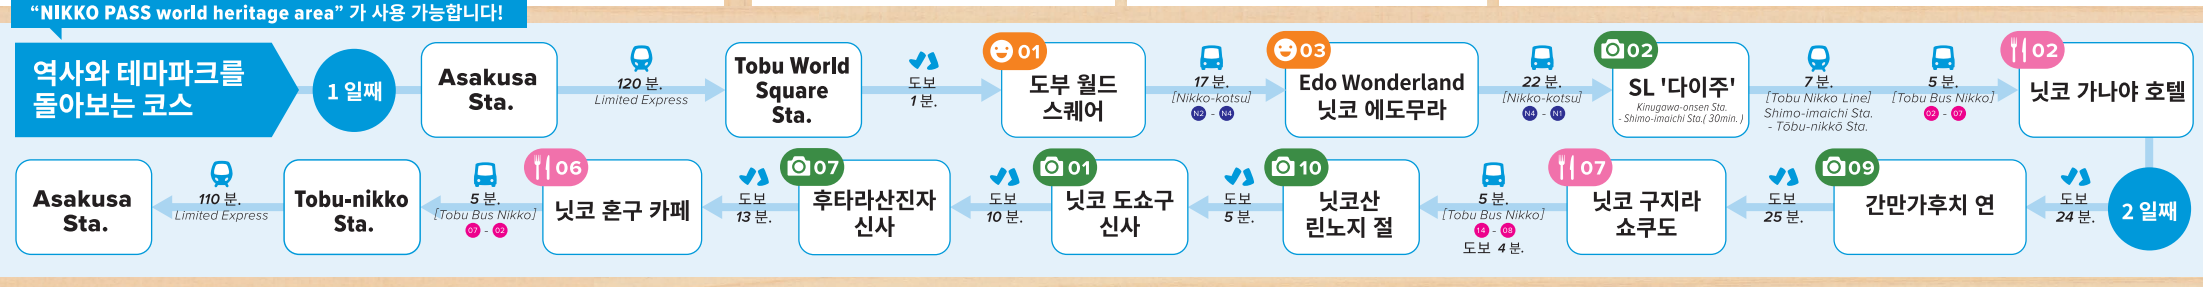 “NIKKO PASS world heritage area” 가 사용 가능합니다!
역사와 테마파크를
돌아보는 코스
1 일째
Asakusa
Sta.
120 분.
Limited Express
Tobu World
Square
Sta.
도보
1 분.
01
도부 월드
스퀘어
17 분.
[Nikko-kotsu]
N2 - N4
03
Edo Wonderland
닛코 에도무라
22 분.
[Nikko-kotsu]
N4 - N1
02
SL '다이주'
Kinugawa-onsen Sta.
- Shimo-imaichi Sta.( 30min. )
7 분.
[Tobu Nikko Line]
Shimo-imaichi Sta.
- Tōbu-nikkō Sta.
5 분.
[Tobu Bus Nikko]
02 - 07
02
닛코 가나야 호텔
2 일째
도보
24 분.
09
간만가후치 연
도보
25 분.
07
닛코 구지라
쇼쿠도
5 분.
[Tobu Bus Nikko]
14 - 08
도보 4 분.
10
닛코산
린노지 절
도보
5 분.
01
닛코 도쇼구
신사
도보
10 분.
07
후타라산진자
신사
도보
13 분.
06
닛코 혼구 카페
5 분.
[Tobu Bus Nikko]
07 - 02
Tobu-nikko
Sta.
110 분.
Limited Express
Asakusa
Sta.